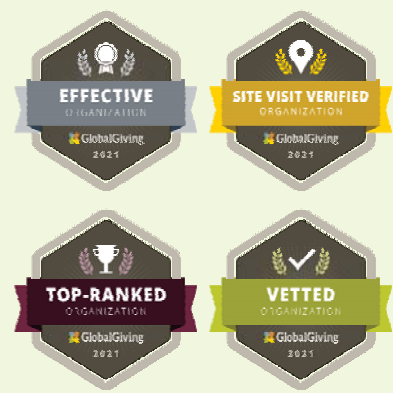 EFFECTIVE
ORGANIZATION
GlobalGiving
2021
SITE VISIT VERIFIED
ORGANIZATION
GlobalGiving
2021
TOP-RANKED
ORGANIZATION
GlobalGiving
2021
VETTED
ORGANIZATION
GlobalGiving
2021